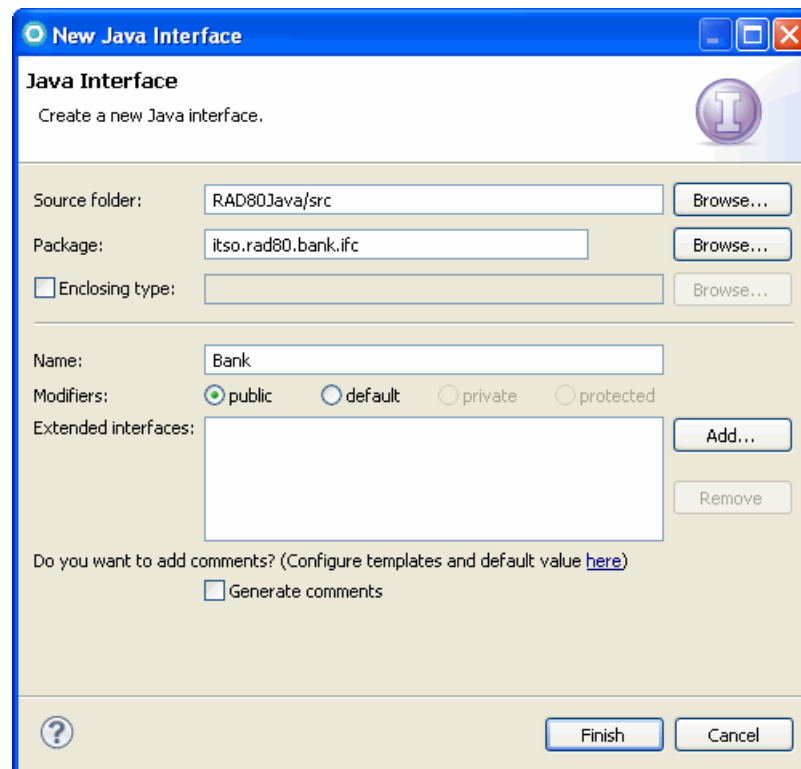 New Java Interface
Java Interface
Create a new Java interface.
Source folder: RAD80Java/src Browse...
Package: itso.rad80.bank.ifc Browse...
Enclosing type: Browse...
Name: Bank
Modifiers: public default private protected
Extended interfaces: Add...
Remove
Do you want to add comments? (Configure templates and default value here)
Generate comments
? Finish Cancel